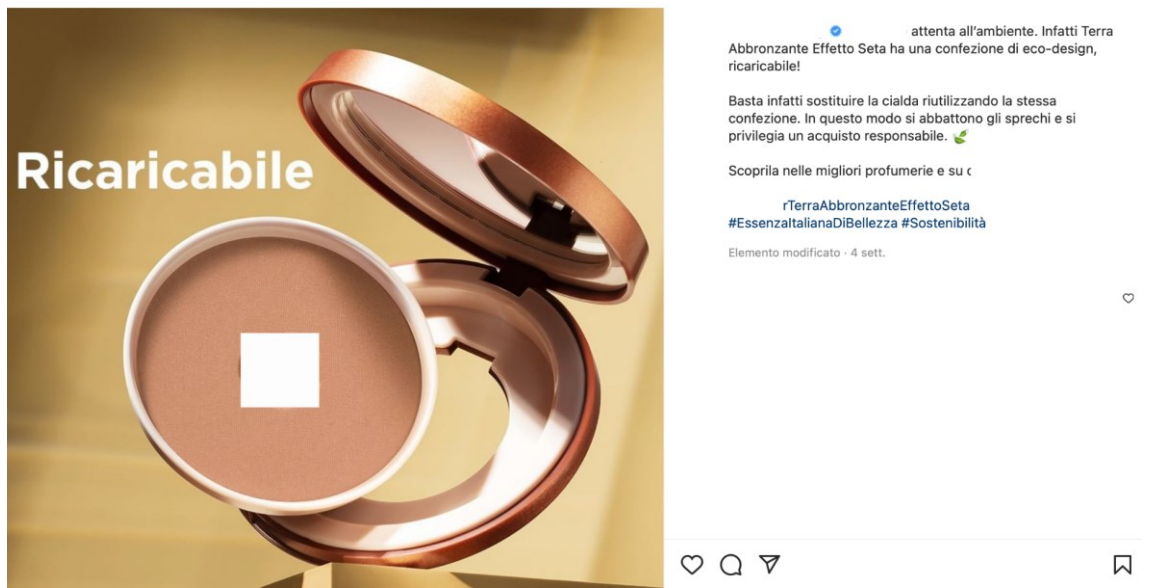 Ricaricabile
attenta all'ambiente. Infatti Terra
Abbronzante Effetto Seta ha una confezione di eco-design,
ricaricabile!
Basta infatti sostituire la cialda riutilizzando la stessa
confezione. In questo modo si abbattono gli sprechi e si
privilegia un acquisto responsabile.
Scoprila nelle migliori profumerie e su
rTerraAbbronzanteEffettoSeta
#EssenzaItalianaDiBellezza #Sostenibilità
Elemento modificato · 4 sett.